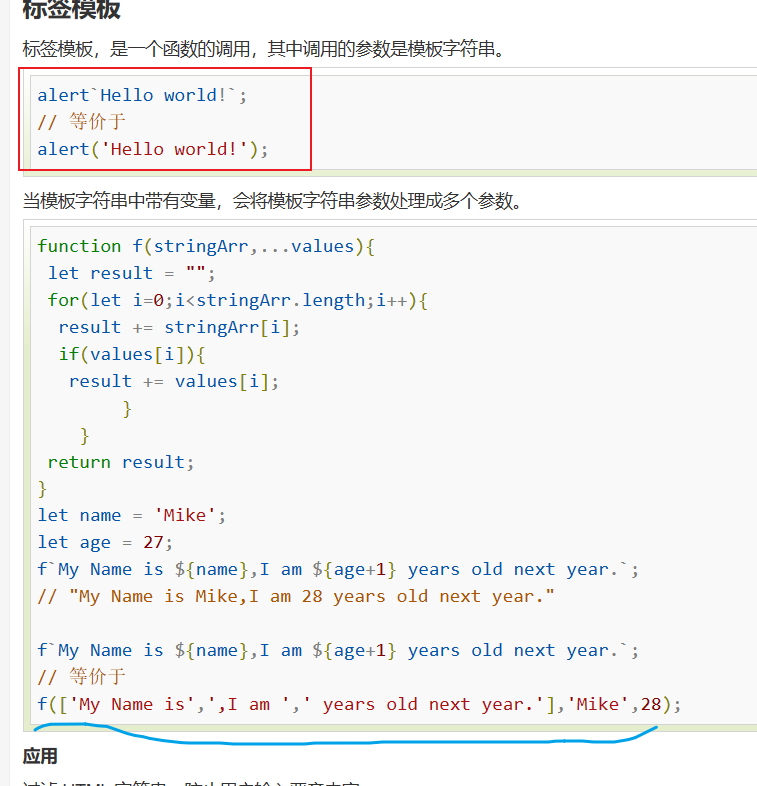 标签模板
标签模板，是一个函数的调用，其中调用的参数是模板字符串。
alert`Hello world!`;
// 等价于
alert('Hello world!');
当模板字符串中带有变量，会将模板字符串参数处理成多个参数。
function f(stringArr,...values){
 let result = "";
 for(let i=0;i<stringArr.length;i++){
  result += stringArr[i];
  if(values[i]){
   result += values[i];
        }
    }
 return result;
}
let name = 'Mike';
let age = 27;
f`My Name is ${name},I am ${age+1} years old next year.`;
// "My Name is Mike,I am 28 years old next year."

f`My Name is ${name},I am ${age+1} years old next year.`;
// 等价于
f(['My Name is',',I am ',' years old next year.'],'Mike',28);
应用